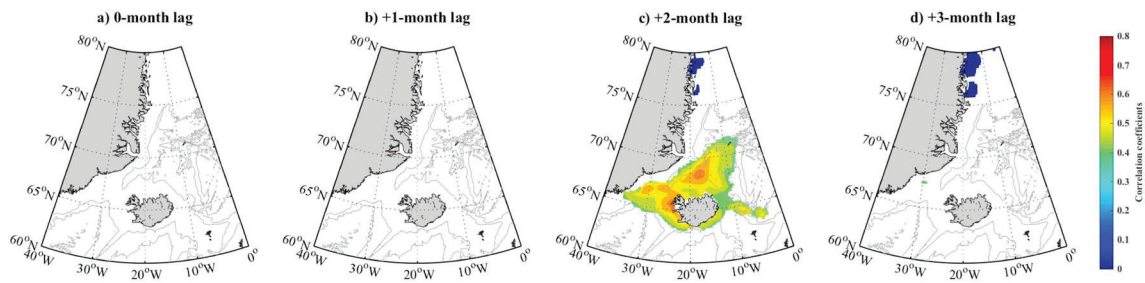 a) 0-month lag
b) +1-month lag
c) +2-month lag
d) +3-month lag
80°N
75°N
70°N
65°N
60°N
40°W
30°W
20°W
10°W
0°
80°N
75°N
70°N
65°N
60°N
40°W
30°W
20°W
10°W
0°
80°N
75°N
70°N
65°N
60°N
40°W
30°W
20°W
10°W
0°
80°N
75°N
70°N
65°N
60°N
40°W
30°W
20°W
10°W
0°
0.8
0.7
0.6
0.5
0.4
0.3
0.2
0.1
0
Correlation coefficients